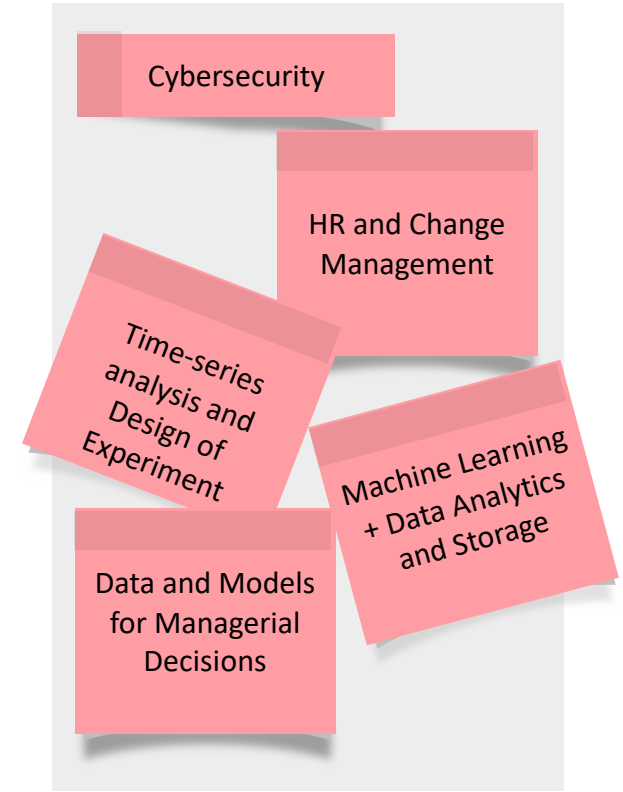 Cybersecurity
HR and Change
Management
Time-series
analysis and
Design of
Experiment
Machine Learning
+ Data Analytics
and Storage
Data and Models
for Managerial
Decisions